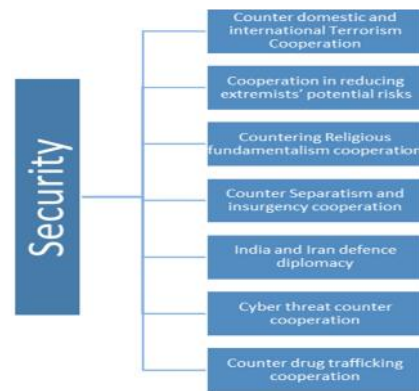 Security
Counter domestic and
international Terrorism
Cooperation
Cooperation in reducing
extremists' potential risks
Countering Religious
fundamentalism cooperation
Counter Separatism and
insurgency cooperation
India and Iran defence
diplomacy
Cyber threat counter
cooperation
Counter drug trafficking
cooperation